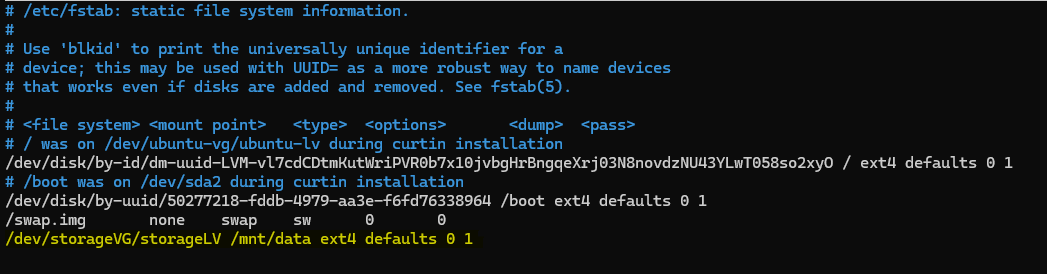 # /etc/fstab: static file system information.
#
# Use 'blkid' to print the universally unique identifier for a
# device; this may be used with UUID= as a more robust way to name devices
# that works even if disks are added and removed. See fstab(5).
#
# <file system> <mount point>   <type>  <options>       <dump>  <pass>
# / was on /dev/ubuntu-vg/ubuntu-lv during curtin installation
/dev/disk/by-id/dm-uuid-LVM-vl7cdCDtmKutWriPVR0b7x10jvbgHrBngqeXrj03N8novdzNU43YLwT058so2xyO / ext4 defaults 0 1
# /boot was on /dev/sda2 during curtin installation
/dev/disk/by-uuid/50277218-fddb-4979-aa3e-f6fd76338964 /boot ext4 defaults 0 1
/swap.img       none    swap    sw      0       0
/dev/storageVG/storageLV /mnt/data ext4 defaults 0 1